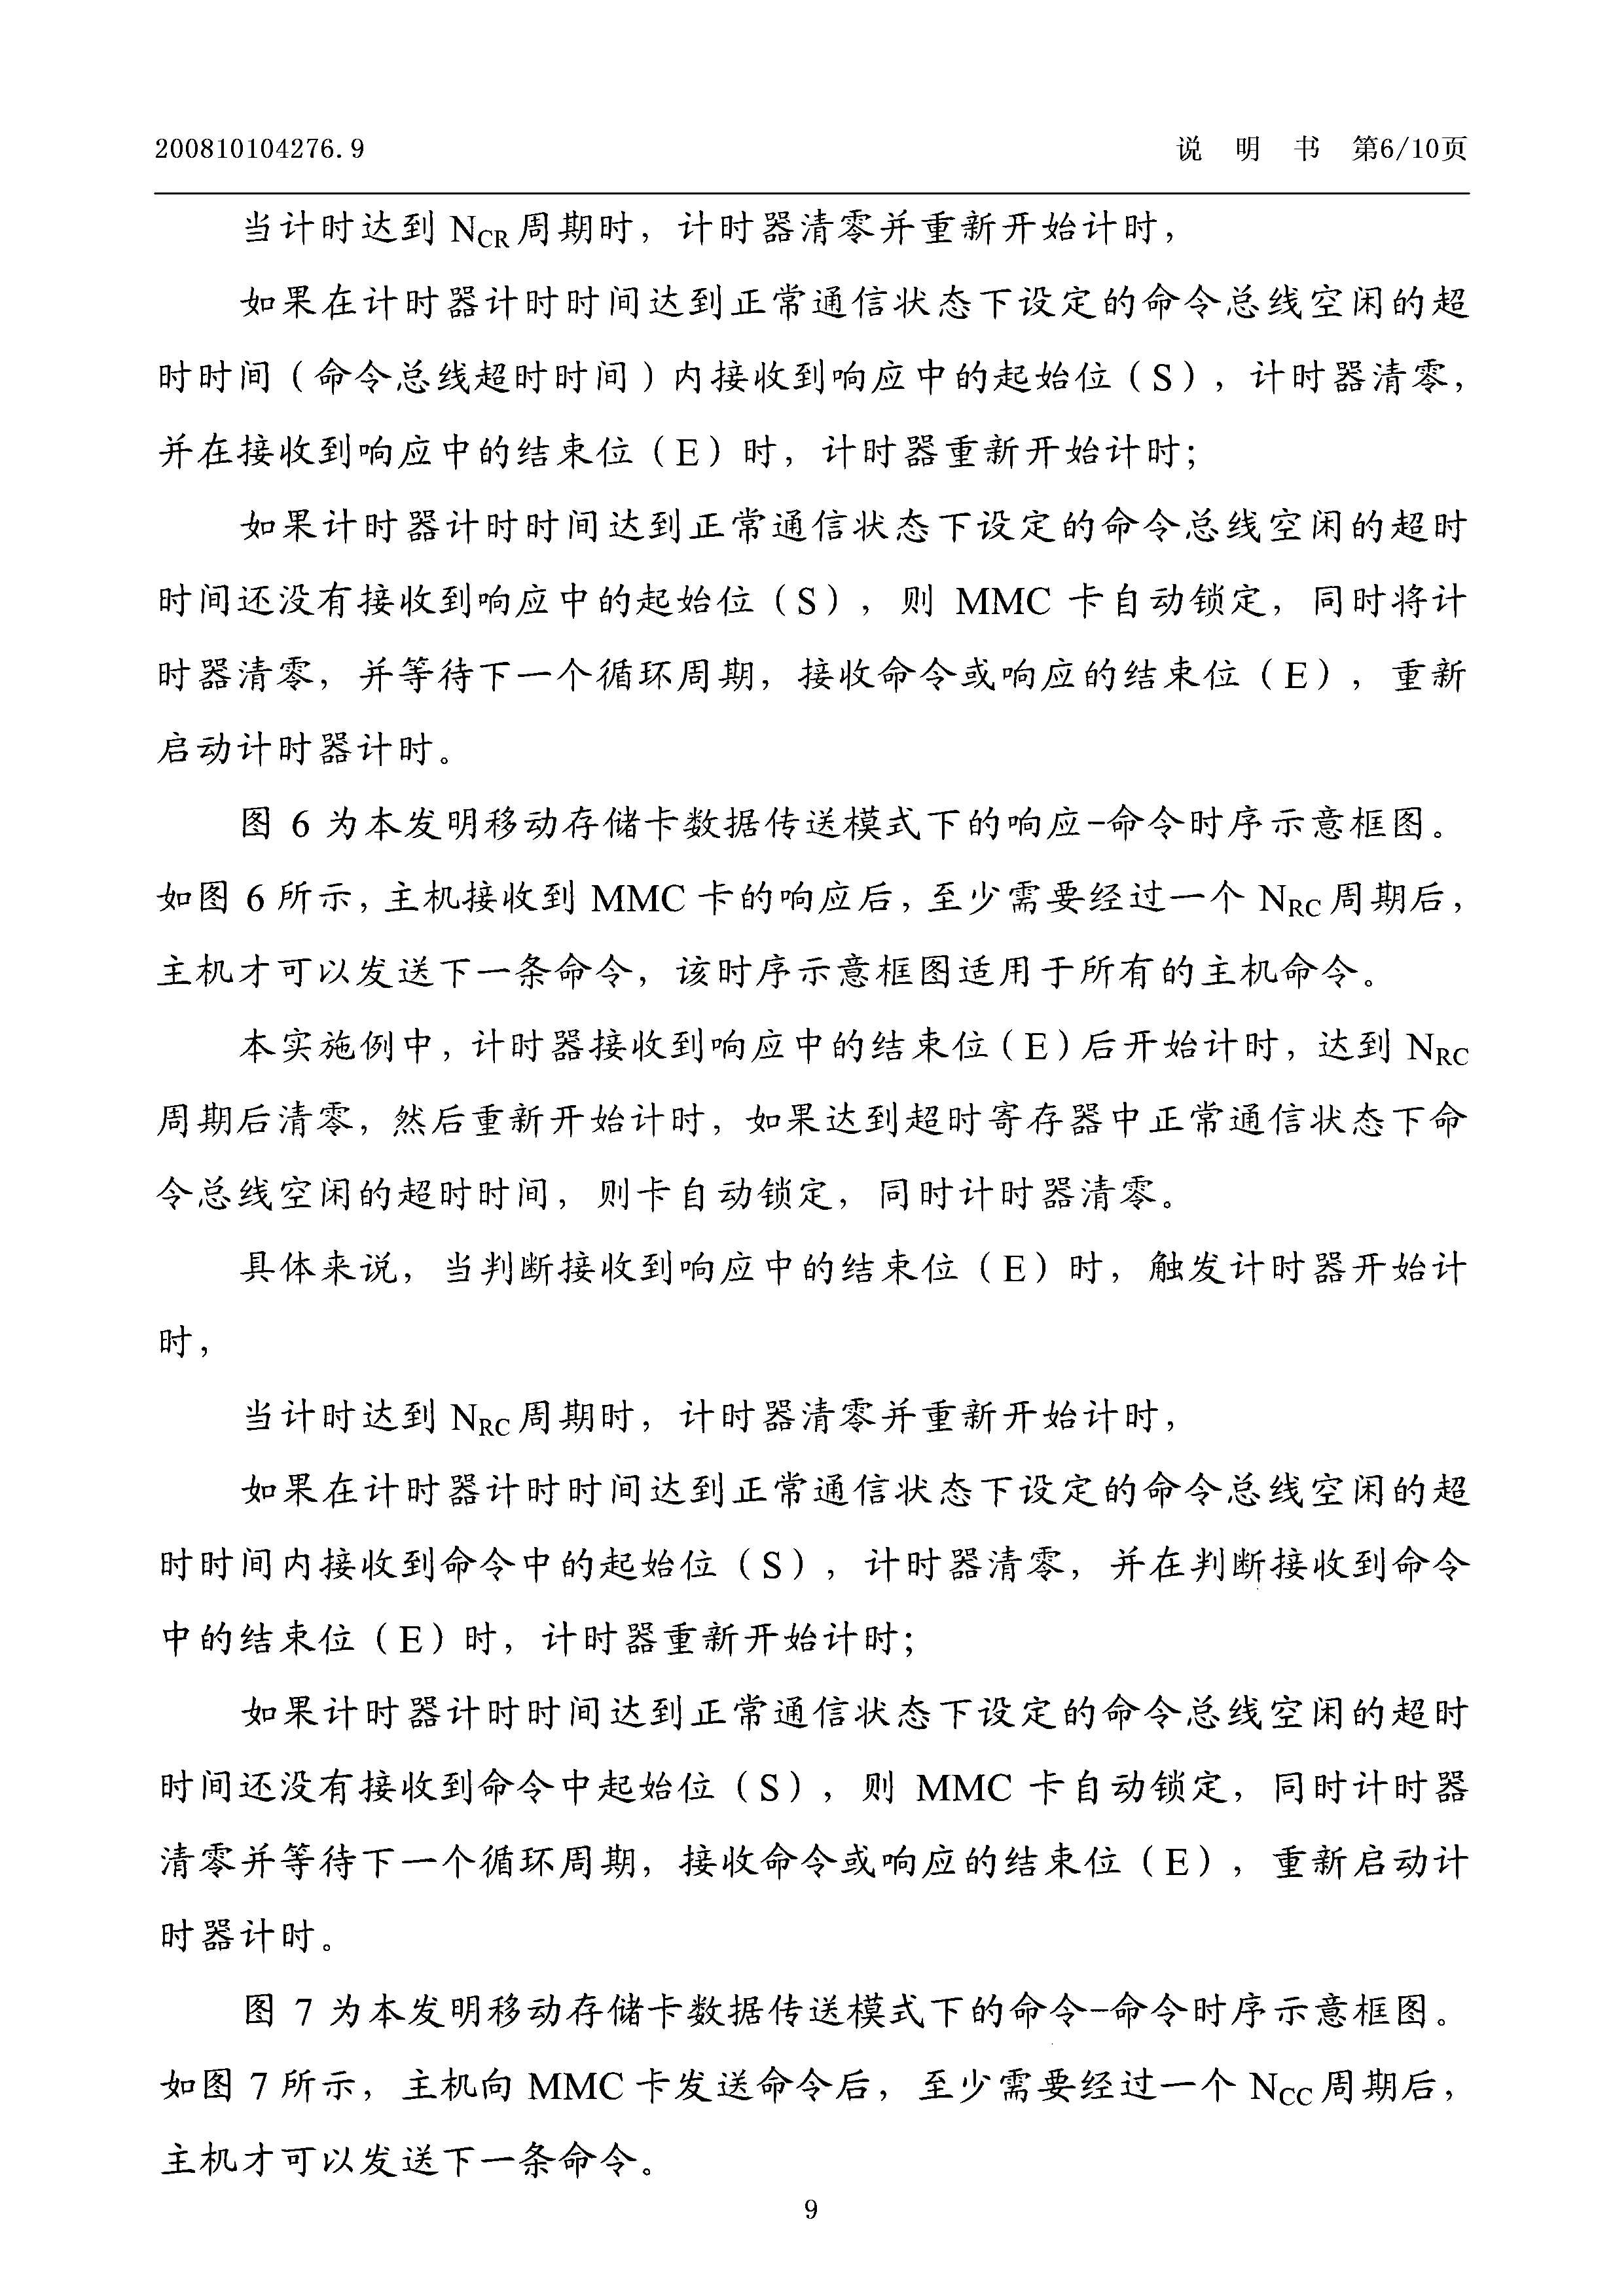 200810104276.9 说 明 书 第6/10页
当计时达到 NCR 周期时，计时器清零并重新开始计时，
如果在计时器计时时间达到正常通信状态下设定的命令总线空闲的超
时时间（命令总线超时时间）内接收到响应中的起始位（S），计时器清零，
并在接收到响应中的结束位（E）时，计时器重新开始计时；
如果计时器计时时间达到正常通信状态下设定的命令总线空闲的超时
时间还没有接收到响应中的起始位（S），则 MMC 卡自动锁定，同时将计
时器清零，并等待下一个循环周期，接收命令或响应的结束位（E），重新
启动计时器计时。
图 6 为本发明移动存储卡数据传送模式下的响应-命令时序示意框图。
如图 6 所示，主机接收到 MMC 卡的响应后，至少需要经过一个 NRC 周期后，
主机才可以发送下一条命令，该时序示意框图适用于所有的主机命令。
本实施例中，计时器接收到响应中的结束位（E）后开始计时，达到 NRC
周期后清零，然后重新开始计时，如果达到超时寄存器中正常通信状态下命
令总线空闲的超时时间，则卡自动锁定，同时计时器清零。
具体来说，当判断接收到响应中的结束位（E）时，触发计时器开始计
时，
当计时达到 NRC 周期时，计时器清零并重新开始计时，
如果在计时器计时时间达到正常通信状态下设定的命令总线空闲的超
时时间内接收到命令中的起始位（S），计时器清零，并在判断接收到命令
中的结束位（E）时，计时器重新开始计时；
如果计时器计时时间达到正常通信状态下设定的命令总线空闲的超时
时间还没有接收到命令中起始位（S），则 MMC 卡自动锁定，同时计时器
清零并等待下一个循环周期，接收命令或响应的结束位（E），重新启动计
时器计时。
图 7 为本发明移动存储卡数据传送模式下的命令-命令时序示意框图。
如图 7 所示，主机向 MMC 卡发送命令后，至少需要经过一个 NCC 周期后，
主机才可以发送下一条命令。
9